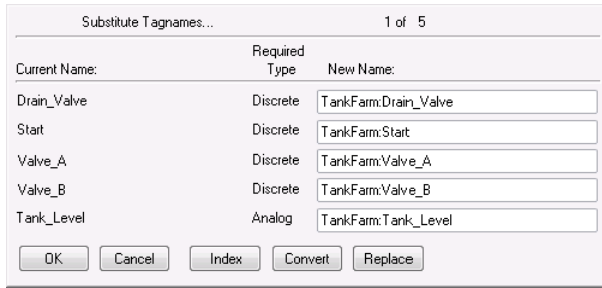 Substitute Tagnames... 1 of 5
Required
Current Name: Type New Name:
Drain_Valve Discrete TankFarm:Drain_Valve
Start Discrete TankFarm:Start
Valve_A Discrete TankFarm:Valve_A
Valve_B Discrete TankFarm:Valve_B
Tank_Level Analog TankFarm:Tank_Level
OK Cancel Index Convert Replace